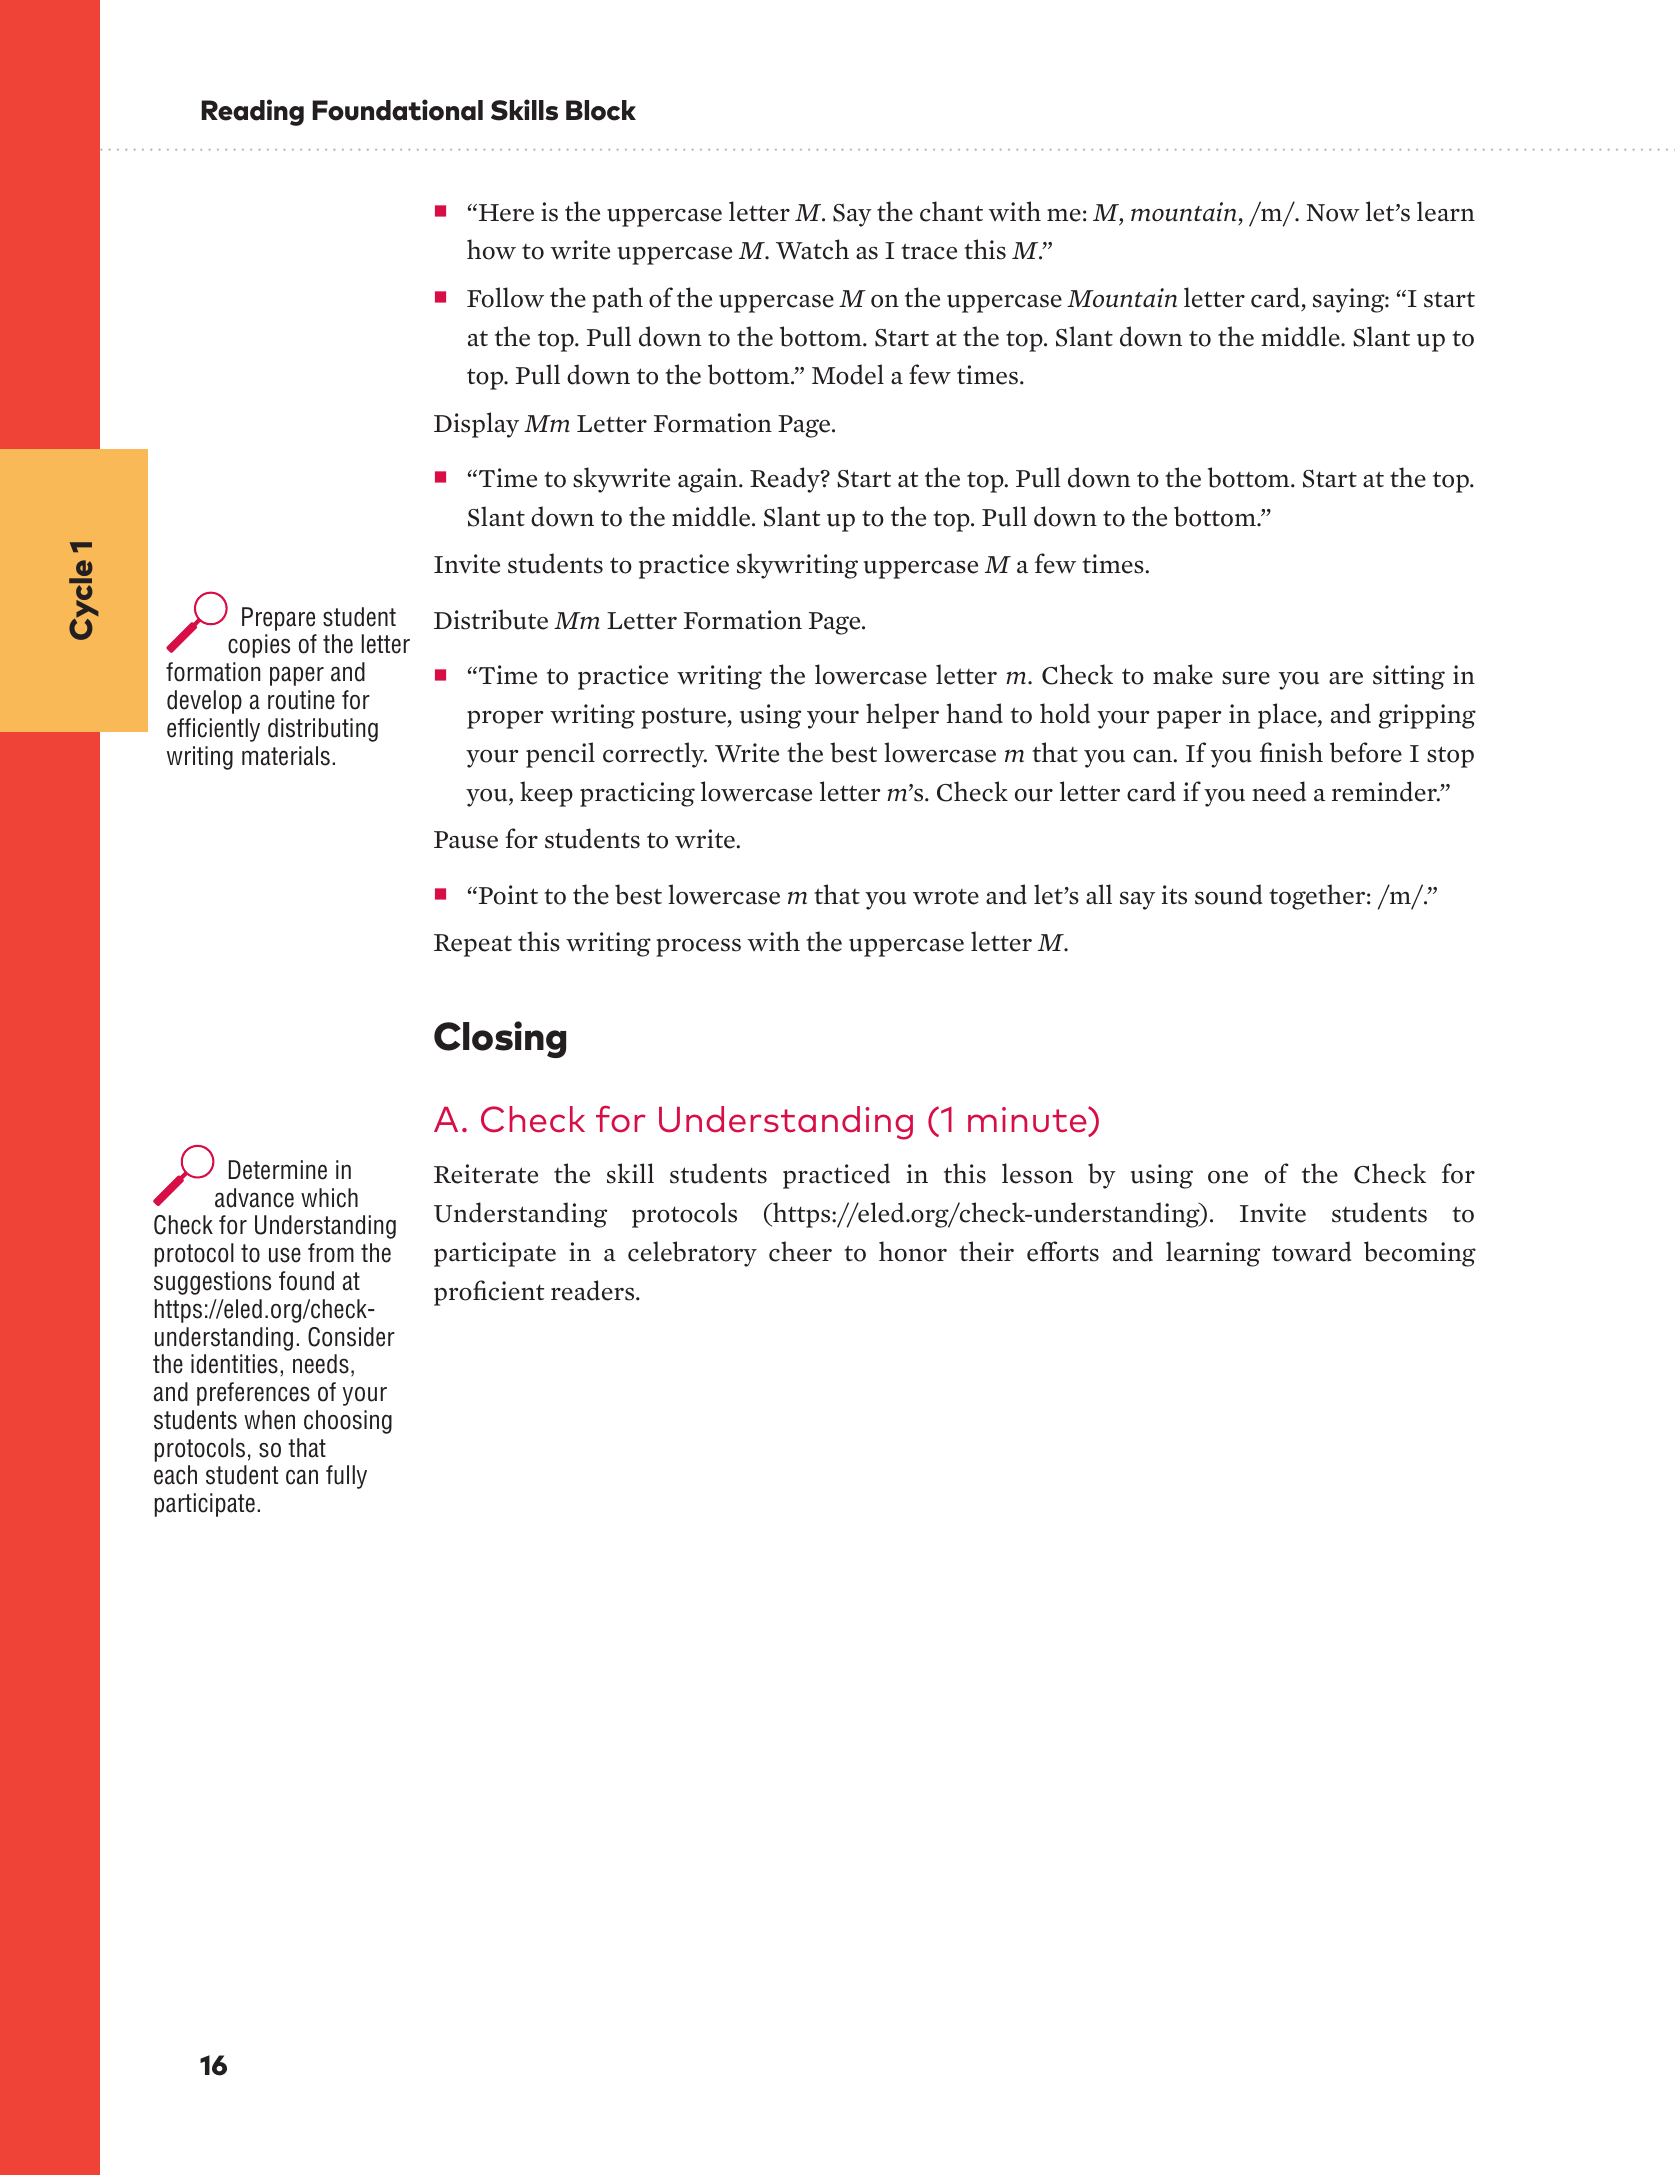 Reading Foundational Skills Block
■ “Here is the uppercase letter M. Say the chant with me: M, mountain, /m/. Now let’s learn
how to write uppercase M. Watch as I trace this M.”
■ Follow the path of the uppercase M on the uppercase Mountain letter card, saying: “I start
at the top. Pull down to the bottom. Start at the top. Slant down to the middle. Slant up to
top. Pull down to the bottom.” Model a few times.
Display Mm Letter Formation Page.
■ “Time to skywrite again. Ready? Start at the top. Pull down to the bottom. Start at the top.
Slant down to the middle. Slant up to the top. Pull down to the bottom.”
Invite students to practice skywriting uppercase M a few times.
Cycle 1
Prepare student
copies of the letter
formation paper and
develop a routine for
efficiently distributing
writing materials.
Distribute Mm Letter Formation Page.
■ “Time to practice writing the lowercase letter m. Check to make sure you are sitting in
proper writing posture, using your helper hand to hold your paper in place, and gripping
your pencil correctly. Write the best lowercase m that you can. If you finish before I stop
you, keep practicing lowercase letter m’s. Check our letter card if you need a reminder.”
Pause for students to write.
■ “Point to the best lowercase m that you wrote and let’s all say its sound together: /m/.”
Repeat this writing process with the uppercase letter M.
Closing
A. Check for Understanding (1 minute)
Determine in
advance which
Check for Understanding
protocol to use from the
suggestions found at
https://eled.org/check-
understanding. Consider
the identities, needs,
and preferences of your
students when choosing
protocols, so that
each student can fully
participate.
Reiterate the skill students practiced in this lesson by using one of the Check for
Understanding protocols (https://eled.org/check-understanding). Invite students to
participate in a celebratory cheer to honor their efforts and learning toward becoming
proficient readers.
16